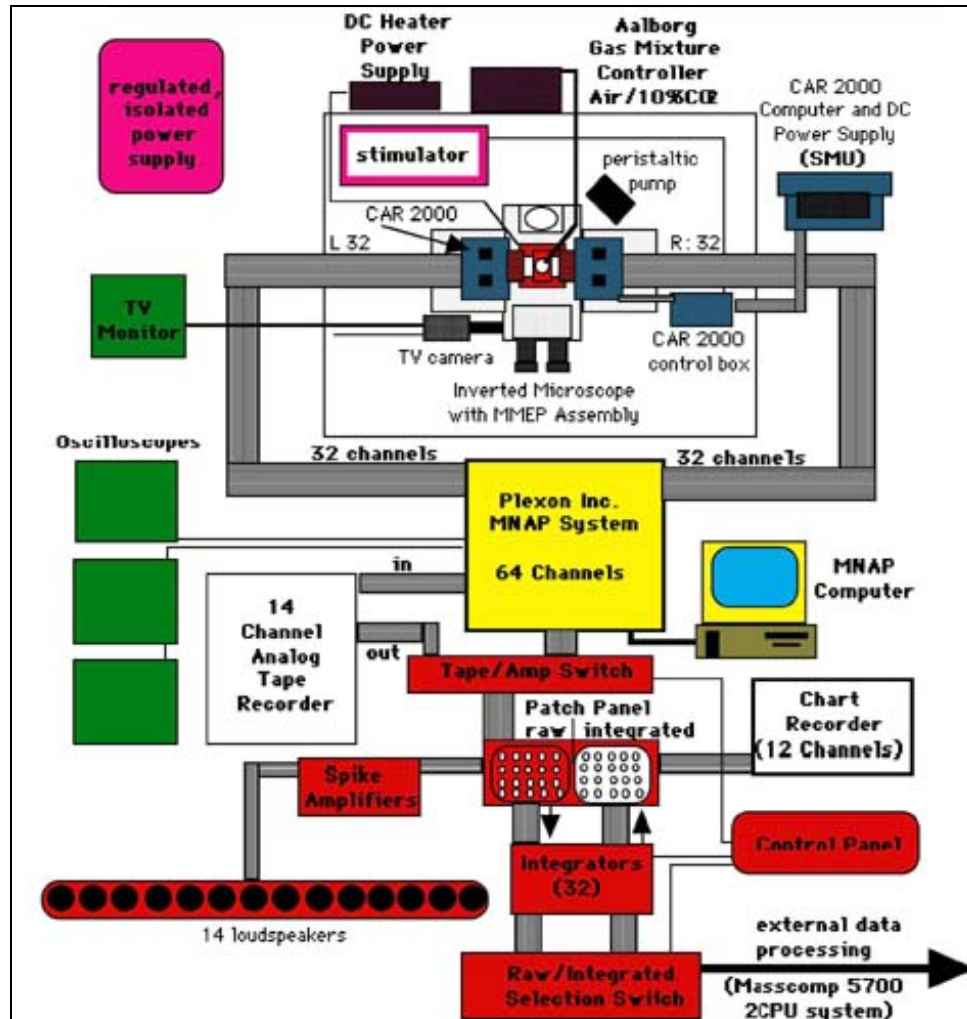 regulated,
isolated
power
supply
DC Heater
Power
Supply
Aalborg
Gas Mixture
Controller
Air/10%CO2
CAR 2000
Computer and DC
Power Supply
(SMU)
stimulator
peristaltic
pump
CAR 2000
L 32
R: 32
TV
Monitor
TV camera
CAR 2000
control box
Inverted Microscope
with MMEP Assembly
Oscilloscopes
32 channels
32 channels
Plexon Inc.
MNAP System
64 Channels
MNAP
Computer
in
14
Channel
Analog
Tape
Recorder
out
Tape/Amp Switch
Patch Panel
raw integrated
Chart
Recorder
(12 Channels)
Spike
Amplifiers
Control Panel
Integrators
(32)
14 loudspeakers
external data
processing
Raw/Integrated
Selection Switch
(Masscomp 5700
2CPU system)